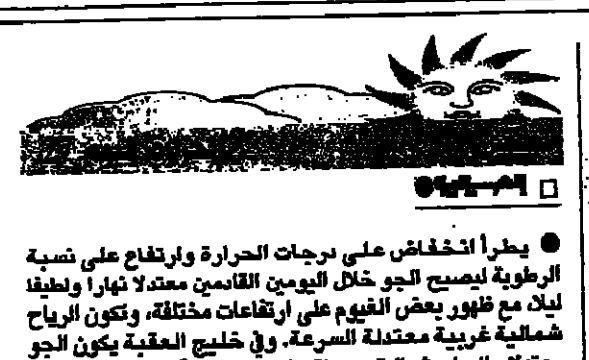 ● يطرأ انخفاض على درجات الحرارة وارتفاع على نسبة
الرطوبة ليصبح الجو خلال اليومين القادمين معتدلا نهارا ولطيفا
ليلا، مع ظهور بعض الغيوم على ارتفاعات مختلفة، وتكون الرياح
شمالية غربية معتدلة السرعة، وفي خليج العقبة يكون الجو